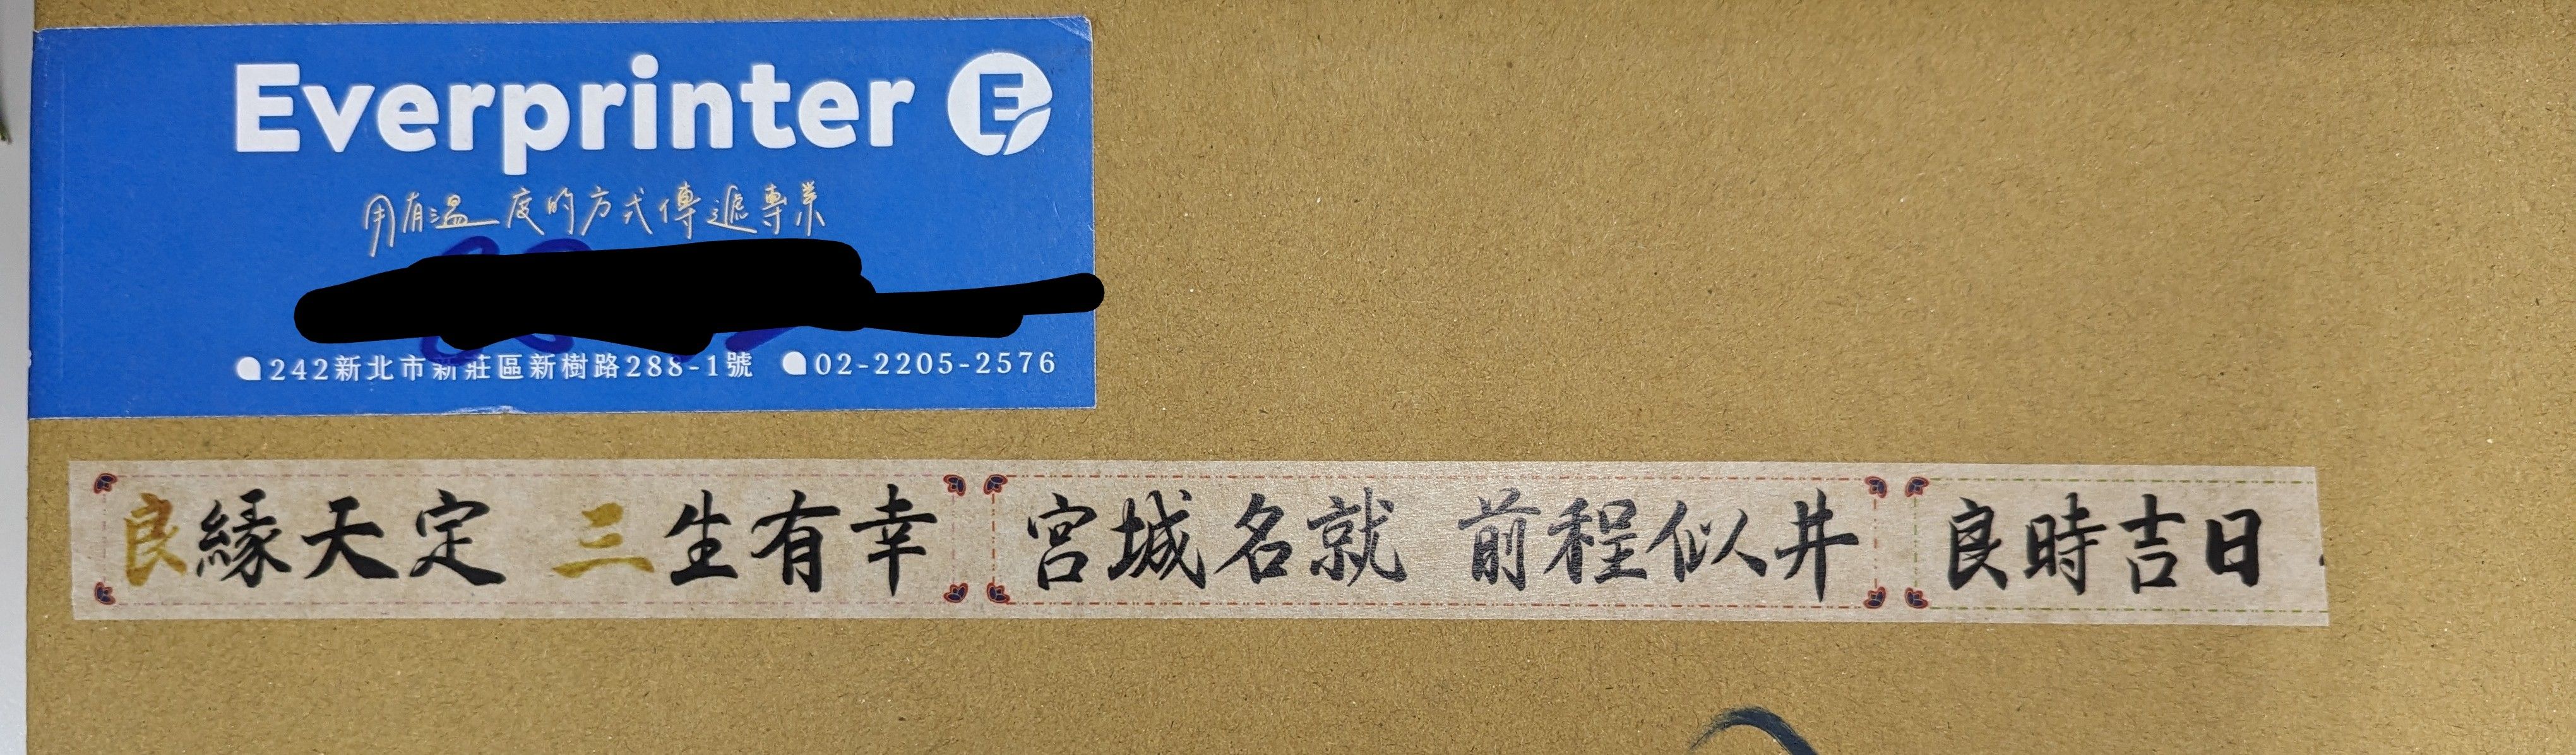 Everprinter
用有溫度的方式傳遞專業
242新北市新莊區新樹路288-1號 02-2205-2576
良緣天定 三生有幸 宮城名就 前程似井 良時吉日